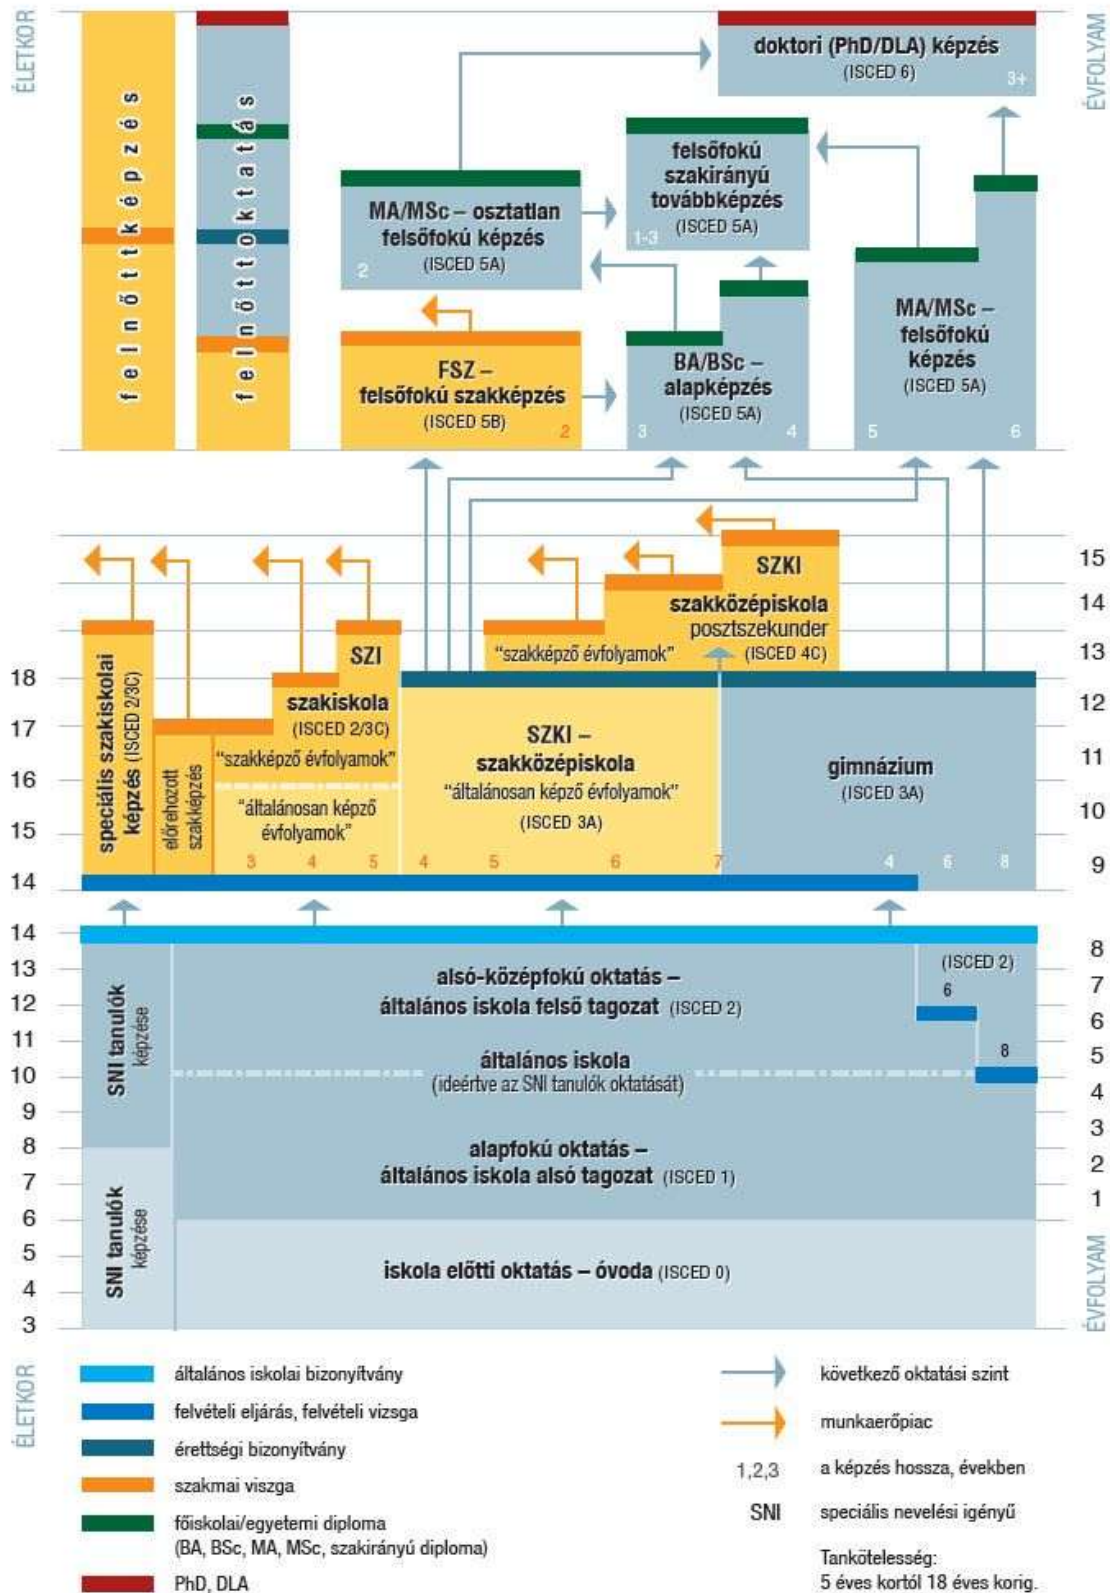 ÉLETKOR
ÉVFOLYAM
felnőttképzés
felnőttoktatás
doktori (PhD/DLA) képzés
(ISCED 6)
3+
felsőfokú
szakirányú
továbbképzés
(ISCED 5A)
1-3
MA/MSc – osztatlan
felsőfokú képzés
(ISCED 5A)
2
MA/MSc –
felsőfokú
képzés
(ISCED 5A)
5
6
FSZ –
felsőfokú szakképzés
(ISCED 5B)
2
BA/BSc –
alapképzés
(ISCED 5A)
3
4
15
14
13
12
11
10
9
18
17
16
15
14
SZKI
szakközépiskola
posztszekunder
(ISCED 4C)
"szakképző évfolyamok"
speciális szakiskolai
képzés (ISCED 2/3C)
előrehozott
szakképzés
SZI
szakiskola
(ISCED 2/3C)
"szakképző évfolyamok"
"általánosan képző
évfolyamok"
3
4
5
SZKI –
szakközépiskola
"általánosan képző évfolyamok"
(ISCED 3A)
4
5
6
7
gimnázium
(ISCED 3A)
4
6
8
14
13
12
11
10
9
8
7
6
5
4
3
8
7
6
5
4
3
2
1
SNI tanulók
képzése
SNI tanulók
képzése
alsó-középfokú oktatás –
általános iskola felső tagozat (ISCED 2)
(ISCED 2)
6
8
általános iskola
(ideértve az SNI tanulók oktatását)
alapfokú oktatás –
általános iskola alsó tagozat (ISCED 1)
iskola előtti oktatás – óvoda (ISCED 0)
ÉLETKOR
ÉVFOLYAM
általános iskolai bizonyítvány
felvételi eljárás, felvételi vizsga
érettségi bizonyítvány
szakmai viszga
főiskolai/egyetemi diploma
(BA, BSc, MA, MSc, szakirányú diploma)
PhD, DLA
következő oktatási szint
munkaerőpiac
1,2,3 a képzés hossza, években
SNI speciális nevelési igényű
Tankötelesség:
5 éves kortól 18 éves korig.